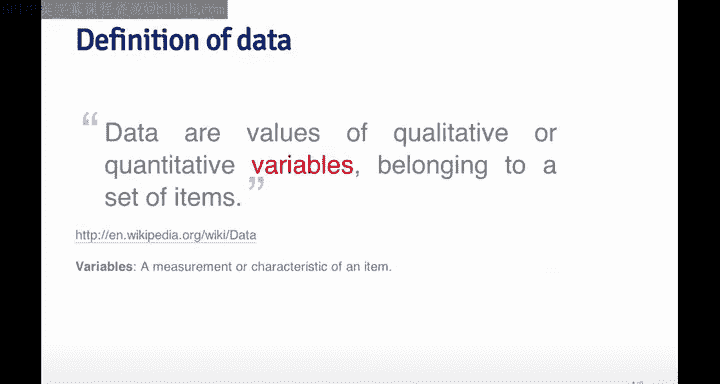 Definition of data
“ Data are values of qualitative or
quantitative variables, belonging to a
set of items. ”
http://en.wikipedia.org/wiki/Data
Variables: A measurement or characteristic of an item.